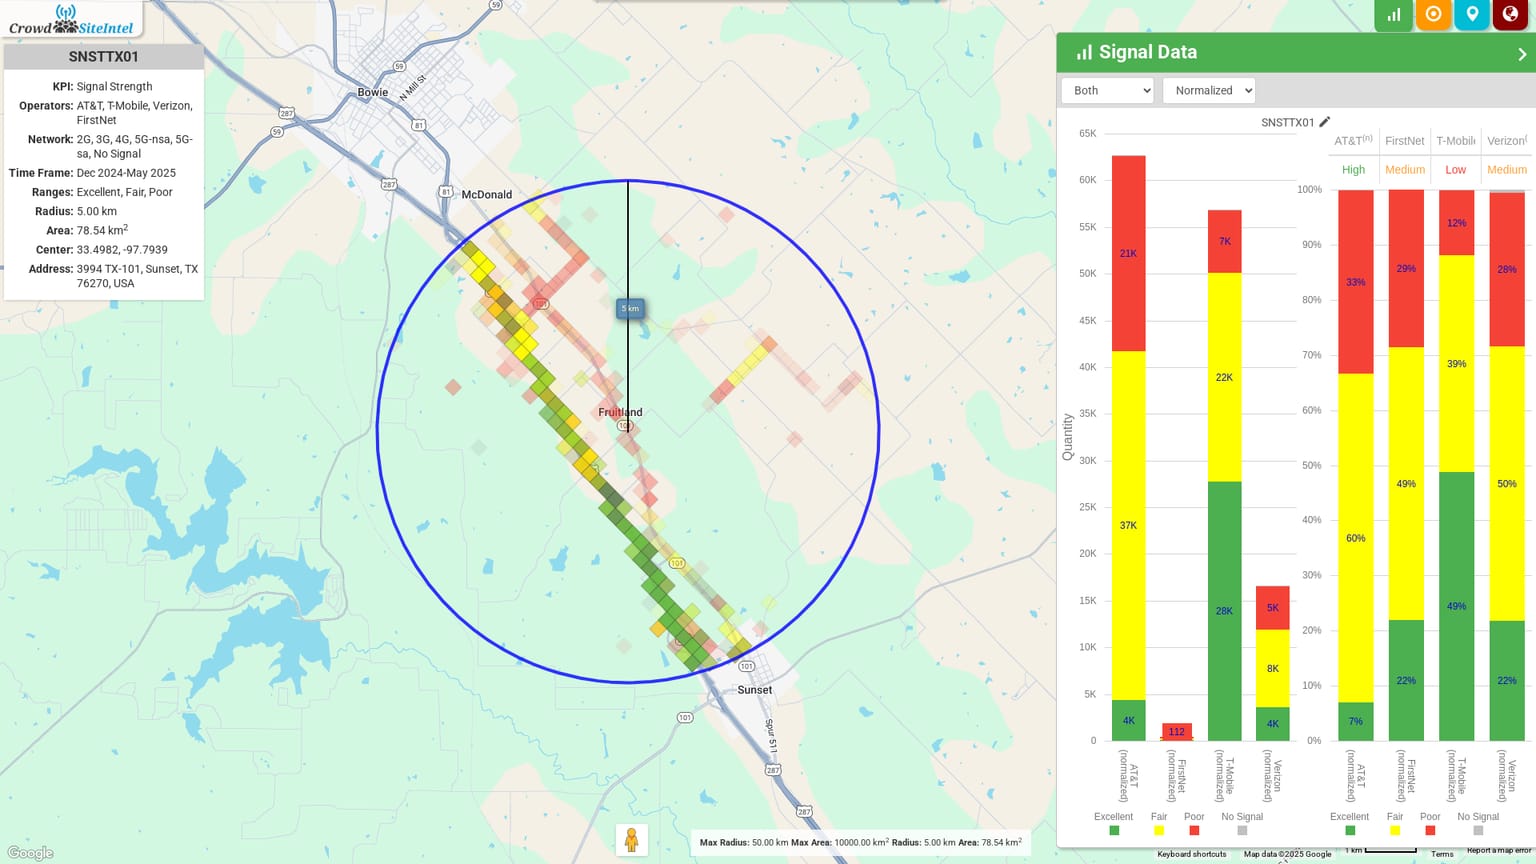 Crowd SiteIntel
SNSTTX01
KPI: Signal Strength
Operators: AT&T, T-Mobile, Verizon,
FirstNet
Network: 2G, 3G, 4G, 5G-nsa, 5G-
sa, No Signal
Time Frame: Dec 2024-May 2025
Ranges: Excellent, Fair, Poor
Radius: 5.00 km
Area: 78.54 km²
Center: 33.4982, -97.7939
Address: 3994 TX-101, Sunset, TX
76270, USA
59
59
Bowie
N Mill St
287
59
81
287
81
McDonald
101
5 km
Fruitland
101
101
101
Sunset
101
Spur 511
287
287
Google
Max Radius: 50.00 km Max Area: 10000.00 km² Radius: 5.00 km Area: 78.54 km²
Signal Data
Both
Normalized
SNSTTX01
AT&T(n) FirstNet T-Mobile Verizon(
High Medium Low Medium
Quantity
65K
60K
55K
50K
45K
40K
35K
30K
25K
20K
15K
10K
5K
0
21K
37K
4K
112
7K
22K
28K
5K
8K
4K
AT&T
(normalized)
FirstNet
(normalized)
T-Mobile
(normalized)
Verizon
(normalized)
Excellent Fair Poor No Signal
100%
90%
80%
70%
60%
50%
40%
30%
20%
10%
0%
33%
60%
7%
29%
49%
22%
12%
39%
49%
28%
50%
22%
AT&T
(normalized)
FirstNet
(normalized)
T-Mobile
(normalized)
Verizon
(normalized)
Excellent Fair Poor No Signal
Keyboard shortcuts Map data ©2025 Google 1 km Terms Report a map error